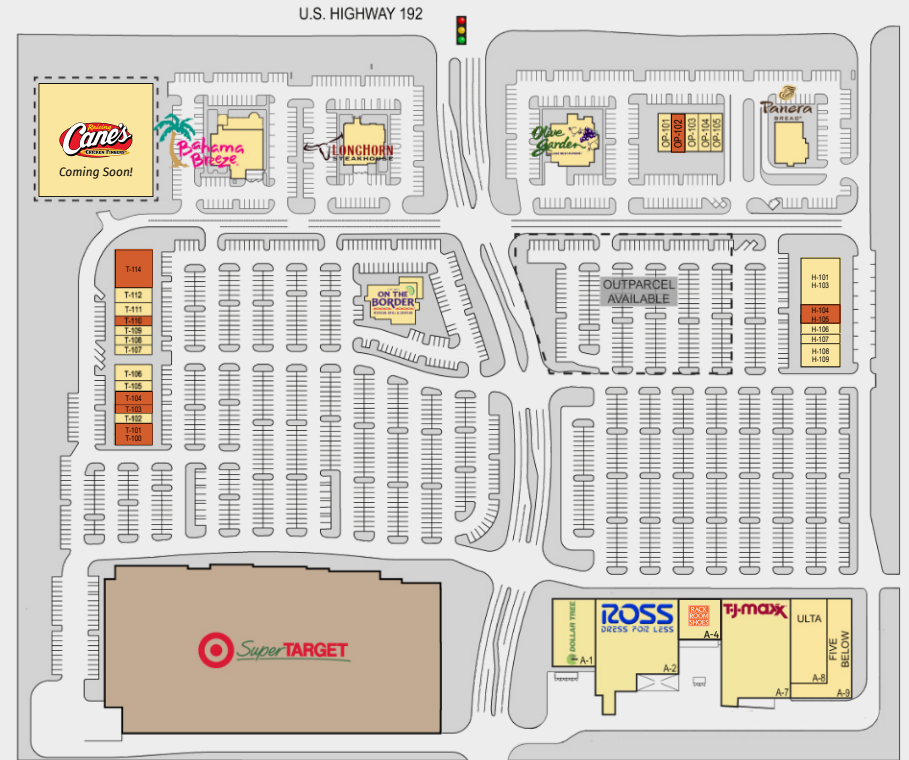 U.S. HIGHWAY 192
Raising
Cane's
CHICKEN FINGERS
Coming Soon!
Bahama
Breeze
LONGHORN
STEAKHOUSE
Olive
Garden
OP-101
OP-102
OP-103
OP-104
OP-105
Panera
BREAD
T-114
T-112
T-111
T-110
T-109
T-108
T-107
T-106
T-105
T-104
T-103
T-102
T-101
T-100
ON THE
BORDER
OUTPARCEL
AVAILABLE
H-101
H-103
H-104
H-105
H-106
H-107
H-108
H-109
SuperTARGET
DOLLAR TREE
A-1
ROSS
DRESS FOR LESS
A-2
RACK
ROOM
SHOES
A-4
T.J.maxx
A-7
ULTA
A-8
FIVE
BELOW
A-9